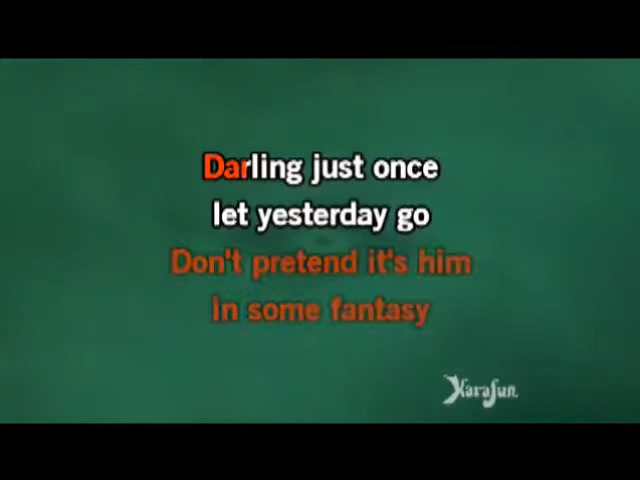 Darling just once
let yesterday go
Don't pretend it's him
in some fantasy
KaraFun